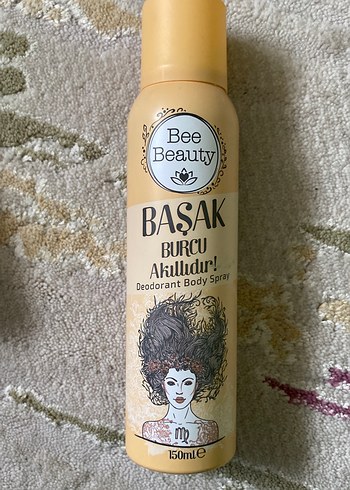 Bee
Beauty
BAŞAK
BURCU
Akıllıdır!
Deodorant Body Spray
♍
150ml ℮